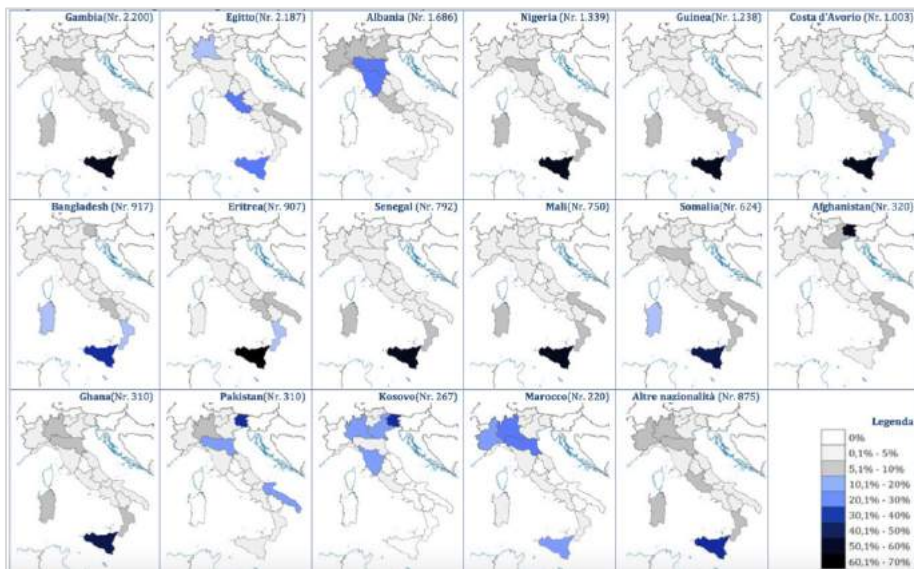 Gambia(Nr. 2.200)
Egitto(Nr. 2.187)
Albania(Nr. 1.686)
Nigeria(Nr. 1.339)
Guinea(Nr. 1.238)
Costa d'Avorio(Nr. 1.003)
Bangladesh (Nr. 917)
Eritrea(Nr. 907)
Senegal (Nr. 792)
Mali(Nr. 750)
Somalia(Nr. 624)
Afghanistan(Nr. 320)
Ghana(Nr. 310)
Pakistan(Nr. 310)
Kosovo(Nr. 267)
Marocco(Nr. 220)
Altre nazionalità(Nr. 875)
Legenda
0%
0,1% - 5%
5,1% - 10%
10,1% - 20%
20,1% - 30%
30,1% - 40%
40,1% - 50%
50,1% - 60%
60,1% - 70%